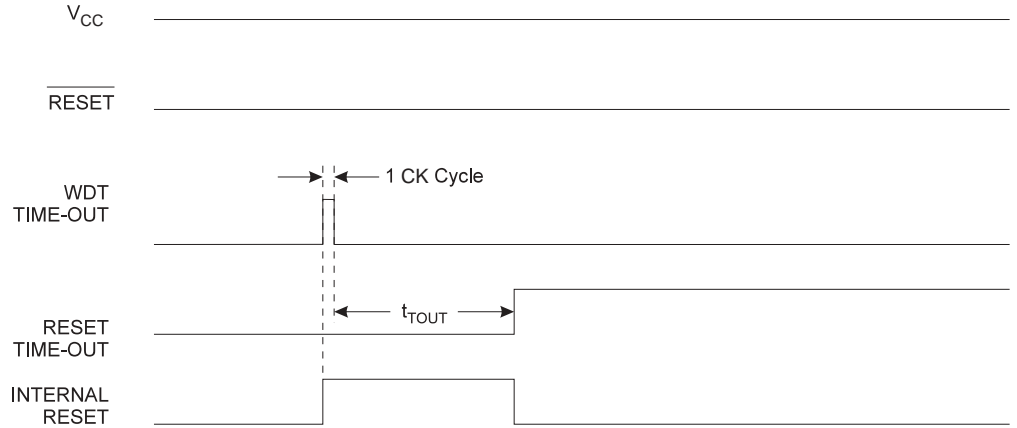 VCC
RESET
1 CK Cycle
WDT
TIME-OUT
tTOUT
RESET
TIME-OUT
INTERNAL
RESET